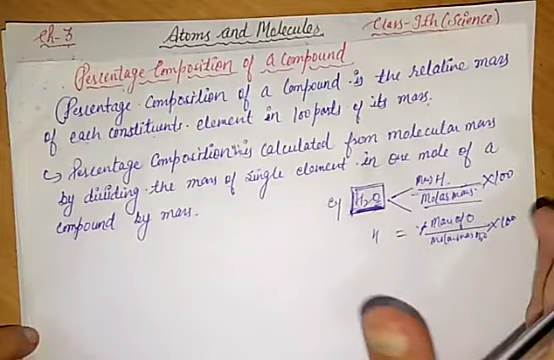 Ch-3 Atoms and Molecules Class-9th (Science)
Percentage Composition of a Compound
Percentage Composition of a Compound is the relative mass
of each constituents element in 100 parts of its mass.
↳ Percentage Composition is calculated from molecular mass
by dividing the mass of single element in one mole of a
compound by mass.
eg H₂O < Mass H. / Molar mass × 100
= Mass of O / Molar mass H₂O × 100